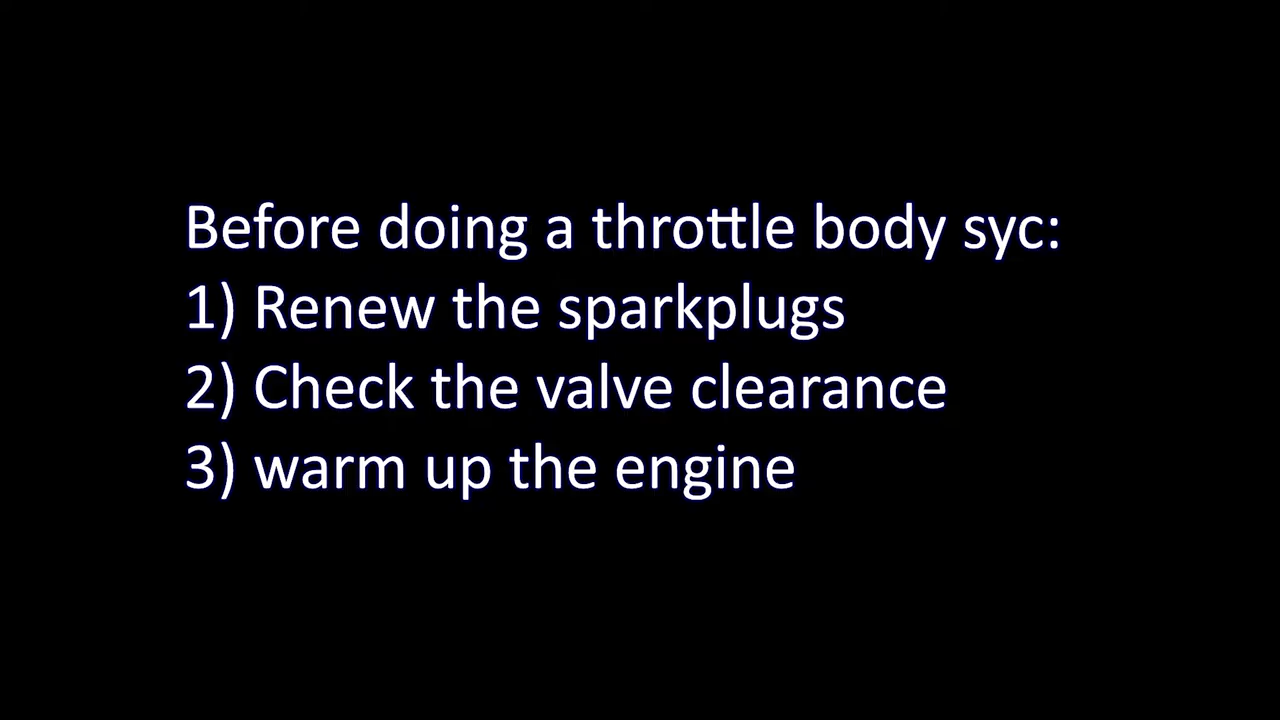 Before doing a throttle body syc:
1) Renew the sparkplugs
2) Check the valve clearance
3) warm up the engine